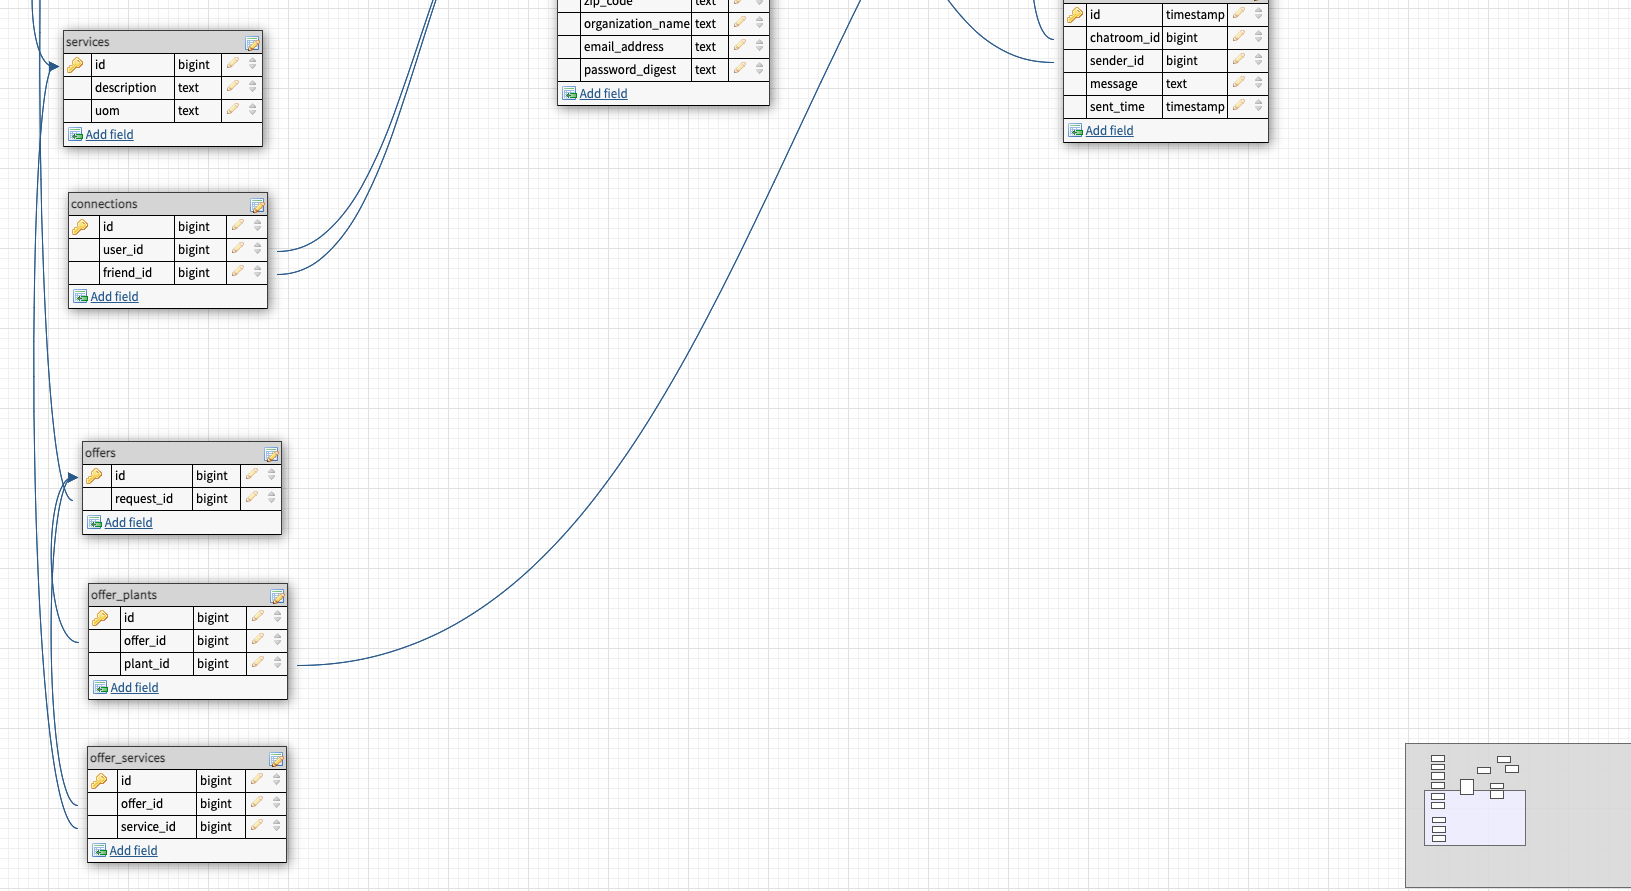 services
id bigint
description text
uom text
Add field
connections
id bigint
user_id bigint
friend_id bigint
Add field
offers
id bigint
request_id bigint
Add field
offer_plants
id bigint
offer_id bigint
plant_id bigint
Add field
offer_services
id bigint
offer_id bigint
service_id bigint
Add field
zip_code text
organization_name text
email_address text
password_digest text
Add field
id timestamp
chatroom_id bigint
sender_id bigint
message text
sent_time timestamp
Add field